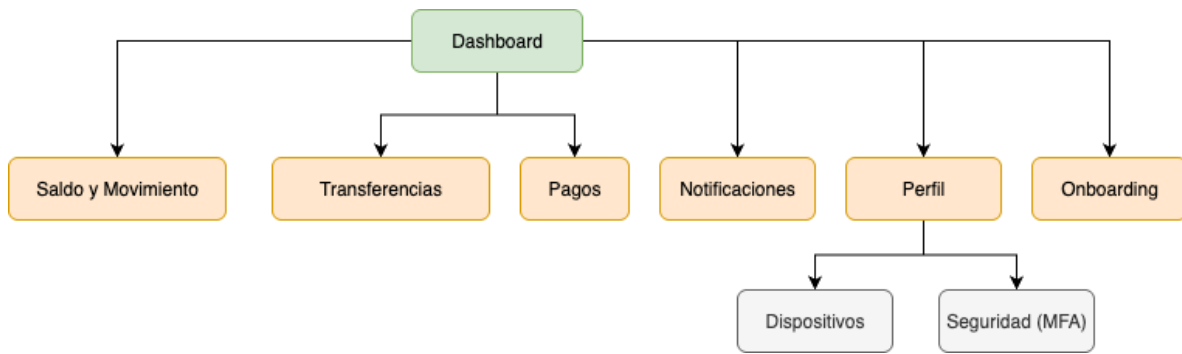 Dashboard
Saldo y Movimiento
Transferencias
Pagos
Notificaciones
Perfil
Onboarding
Dispositivos
Seguridad (MFA)